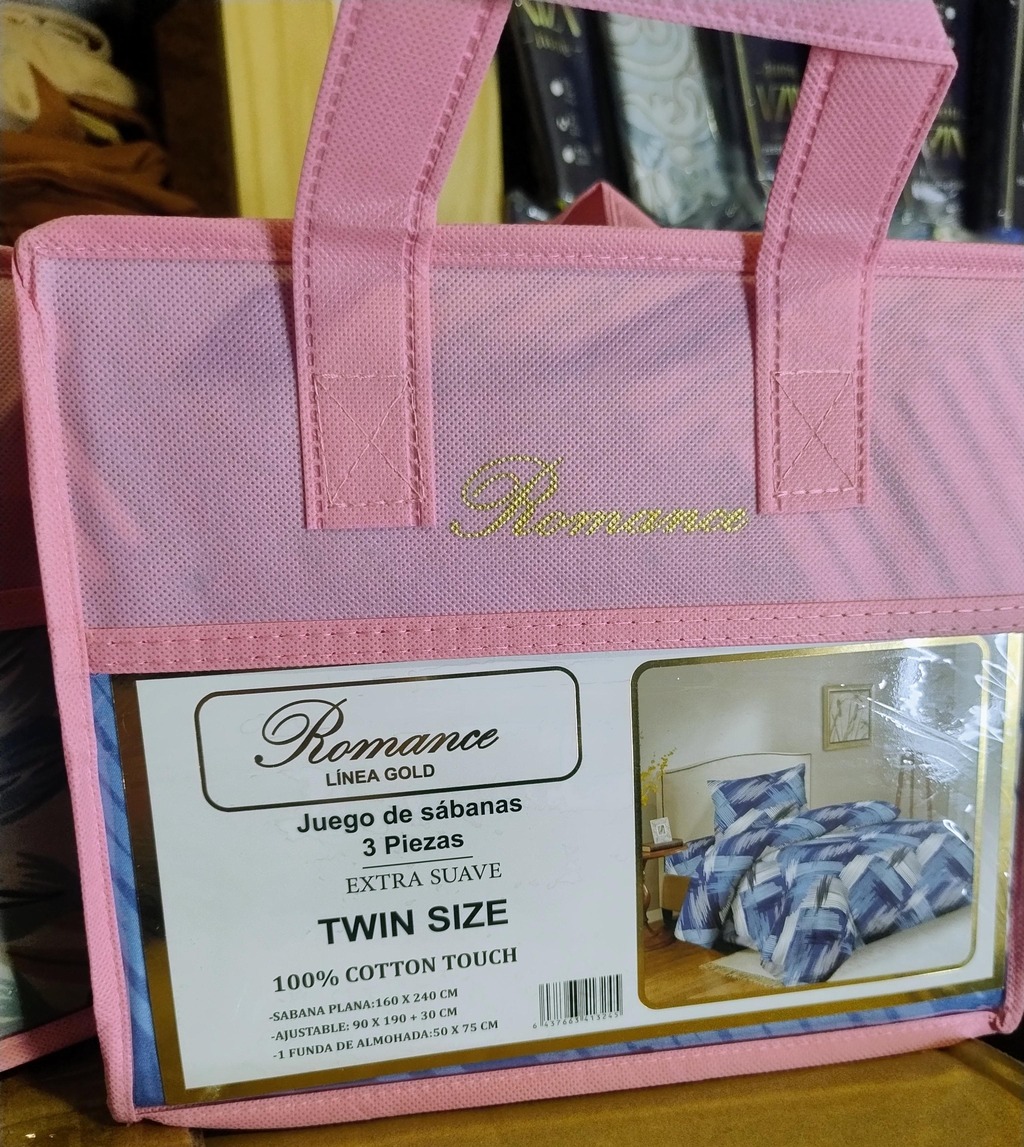 Romance
Romance
LÍNEA GOLD
Juego de sábanas
3 Piezas
EXTRA SUAVE
TWIN SIZE
100% COTTON TOUCH
-SABANA PLANA:160 X 240 CM
-AJUSTABLE: 90 X 190 + 30 CM
-1 FUNDA DE ALMOHADA:50 X 75 CM